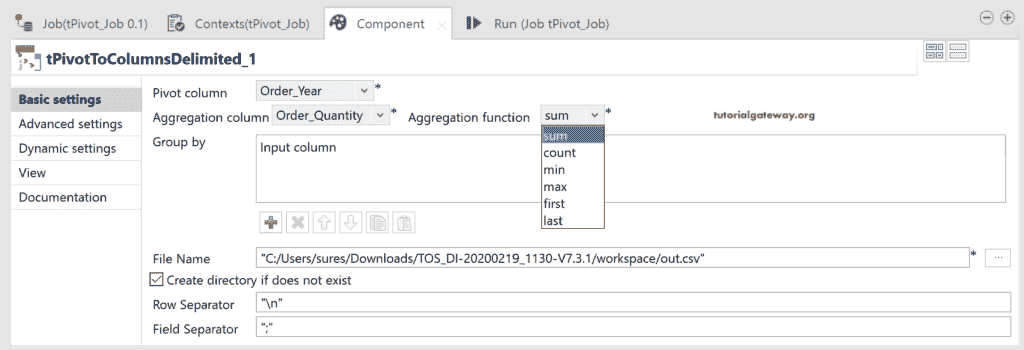 Job(tPivot_Job 0.1) Contexts(tPivot_Job) Component Run (Job tPivot_Job)
tPivotToColumnsDelimited_1
Basic settings
Advanced settings
Dynamic settings
View
Documentation
Pivot column Order_Year *
Aggregation column Order_Quantity * Aggregation function sum * tutorialgateway.org
sum
count
min
max
first
last
Group by Input column
File Name "C:/Users/sures/Downloads/TOS_DI-20200219_1130-V7.3.1/workspace/out.csv" * ...
Create directory if does not exist
Row Separator "\n"
Field Separator ";"